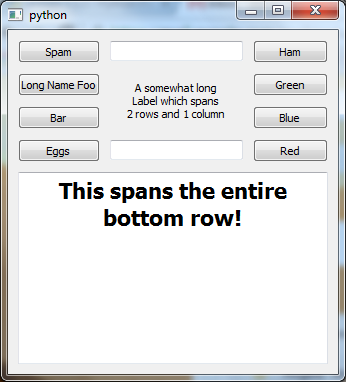 python
Spam
Ham
Long Name Foo
A somewhat long
Label which spans
2 rows and 1 column
Green
Bar
Blue
Eggs
Red
This spans the entire
bottom row!